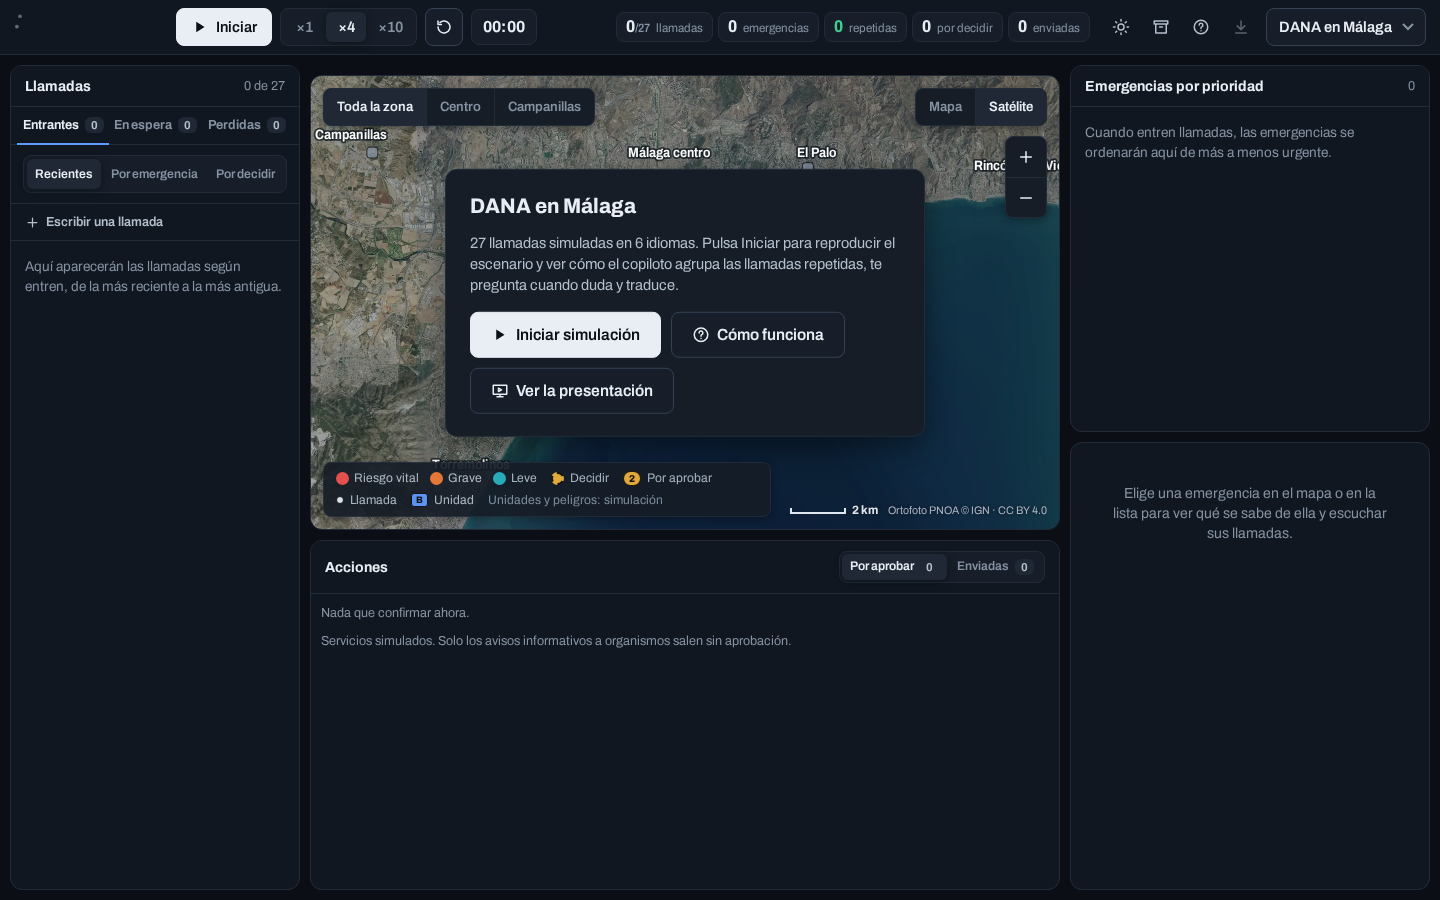 Iniciar
×1
×4
×10
00:00
0/27 llamadas
0 emergencias
0 repetidas
0 por decidir
0 enviadas
DANA en Málaga
Llamadas
0 de 27
Entrantes 0
En espera 0
Perdidas 0
Recientes
Por emergencia
Por decidir
Escribir una llamada
Aquí aparecerán las llamadas según
entren, de la más reciente a la más antigua.
Toda la zona
Centro
Campanillas
Mapa
Satélite
Campanillas
Málaga centro
El Palo
+
−
DANA en Málaga
27 llamadas simuladas en 6 idiomas. Pulsa Iniciar para reproducir el
escenario y ver cómo el copiloto agrupa las llamadas repetidas, te
pregunta cuando duda y traduce.
Iniciar simulación
Cómo funciona
Ver la presentación
Torremolinos
Riesgo vital
Grave
Leve
Decidir
2 Por aprobar
Llamada
B Unidad
Unidades y peligros: simulación
2 km
Ortofoto PNOA © IGN · CC BY 4.0
Acciones
Por aprobar 0
Enviadas 0
Nada que confirmar ahora.
Servicios simulados. Solo los avisos informativos a organismos salen sin aprobación.
Emergencias por prioridad
0
Cuando entren llamadas, las emergencias se
ordenarán aquí de más a menos urgente.
Elige una emergencia en el mapa o en la
lista para ver qué se sabe de ella y escuchar
sus llamadas.